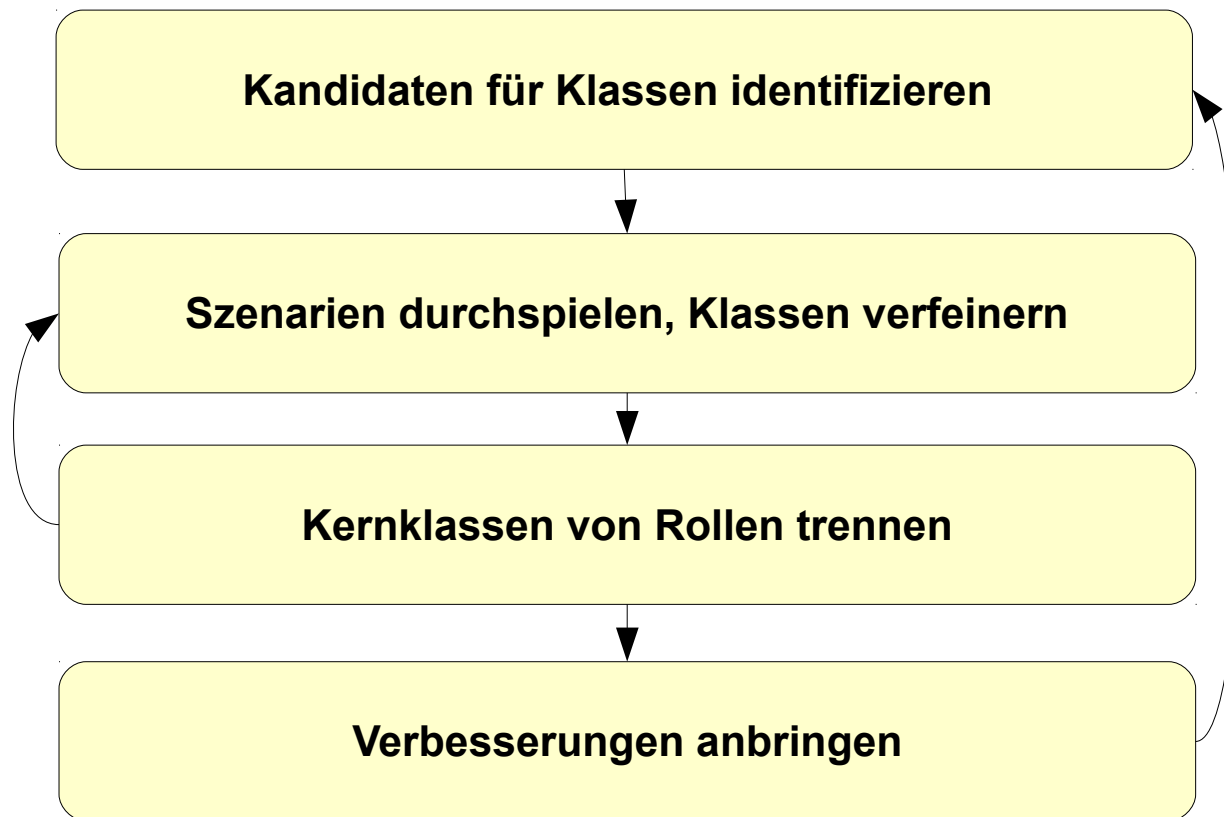 Kandidaten für Klassen identifizieren
Szenarien durchspielen, Klassen verfeinern
Kernklassen von Rollen trennen
Verbesserungen anbringen